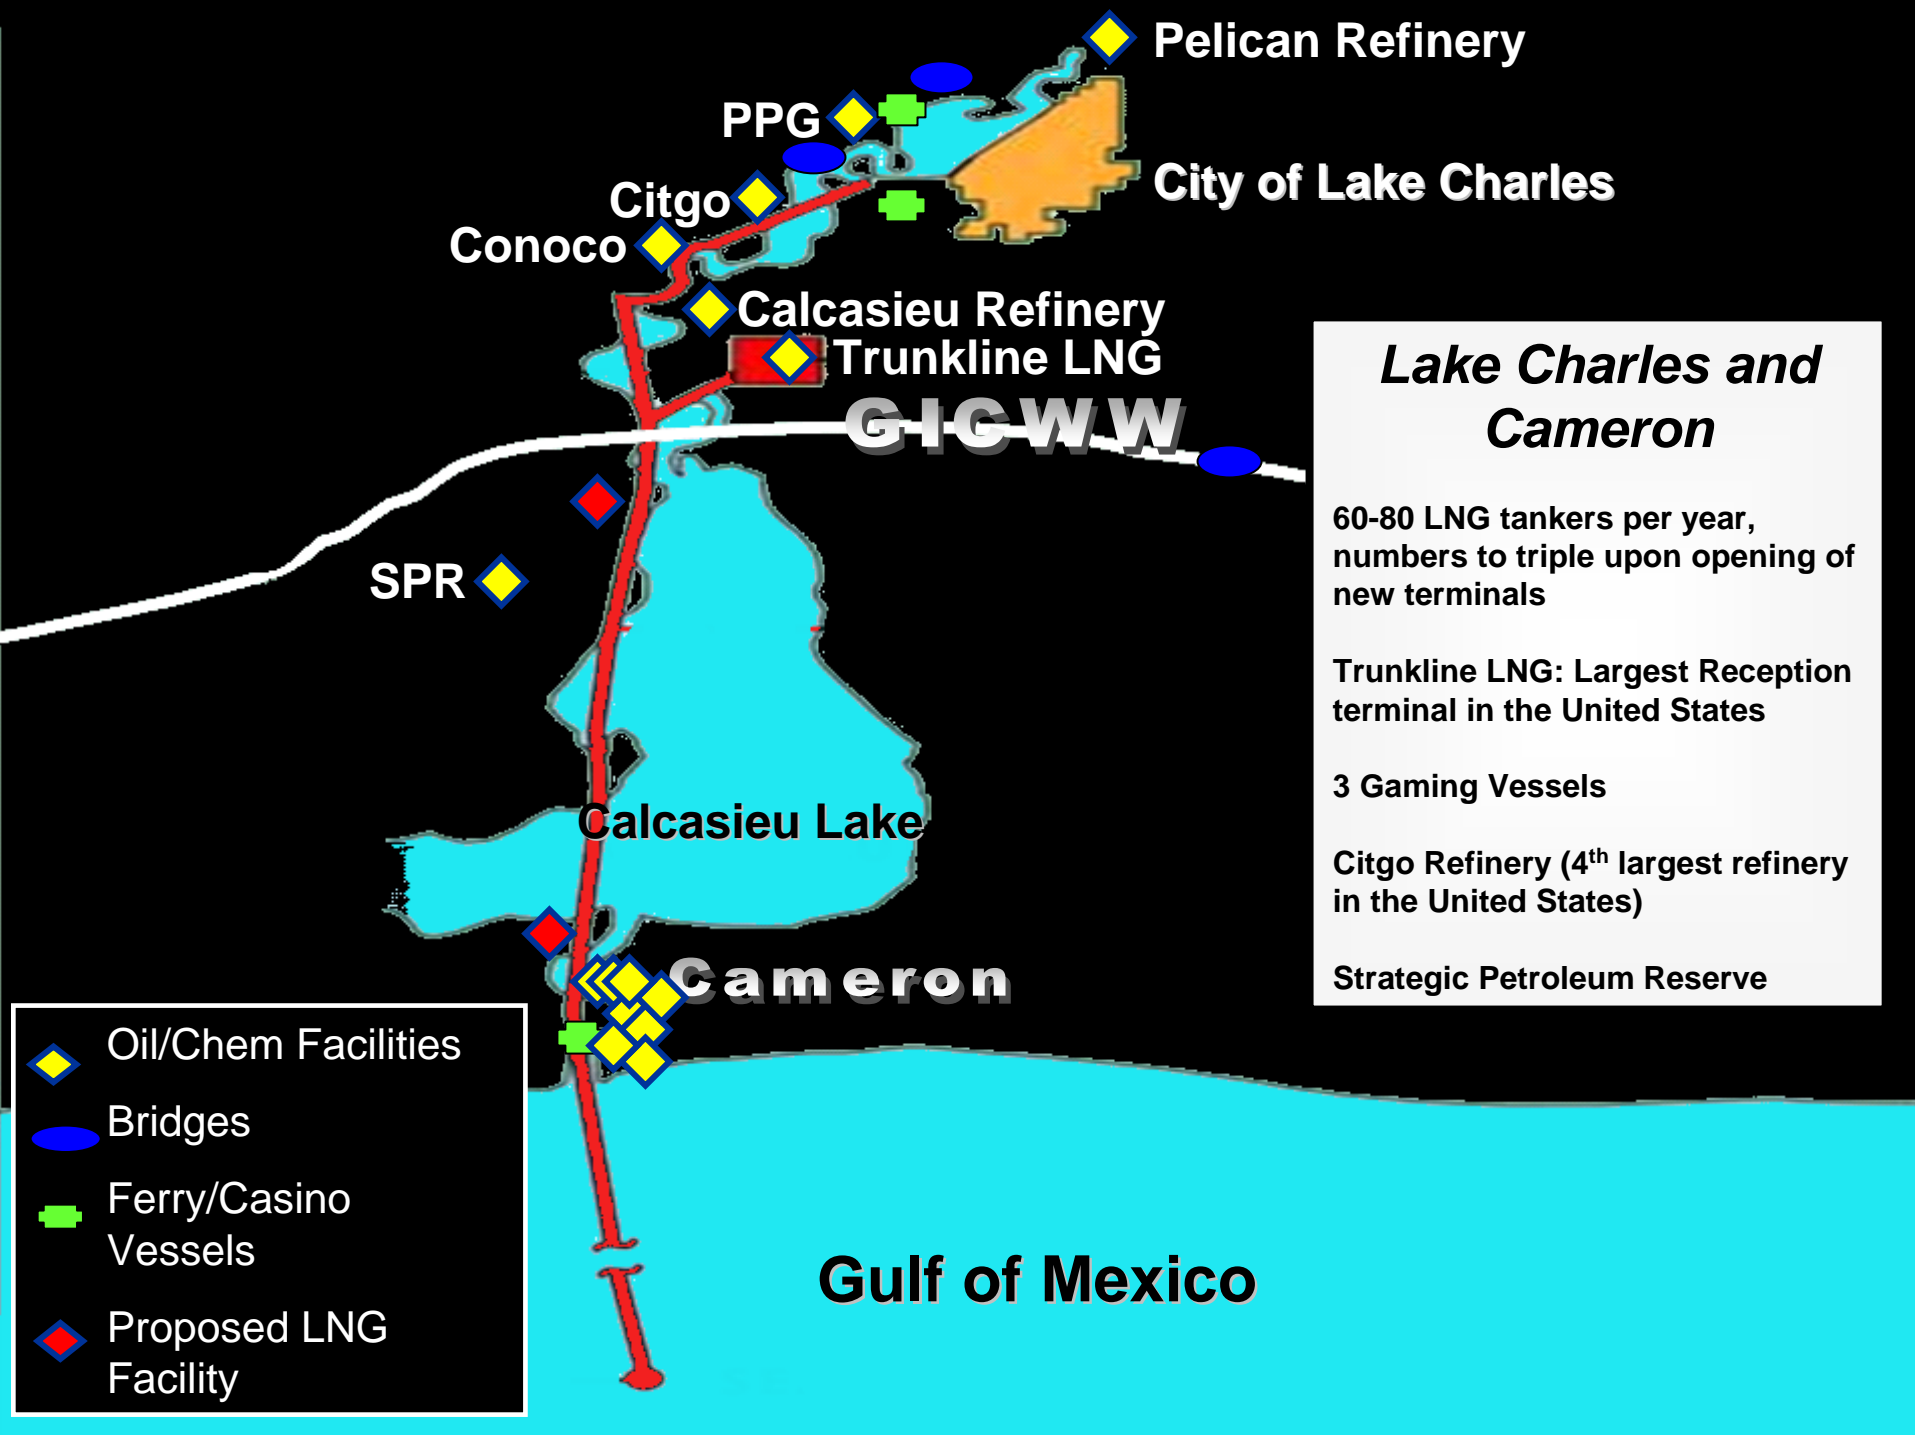 Pelican Refinery
PPG
City of Lake Charles
Citgo
Conoco
Calcasieu Refinery
Trunkline LNG
GICWW
SPR
Calcasieu Lake
Cameron
Gulf of Mexico
Lake Charles and
Cameron
60-80 LNG tankers per year,
numbers to triple upon opening of
new terminals
Trunkline LNG: Largest Reception
terminal in the United States
3 Gaming Vessels
Citgo Refinery (4th largest refinery
in the United States)
Strategic Petroleum Reserve
Oil/Chem Facilities
Bridges
Ferry/Casino
Vessels
Proposed LNG
Facility